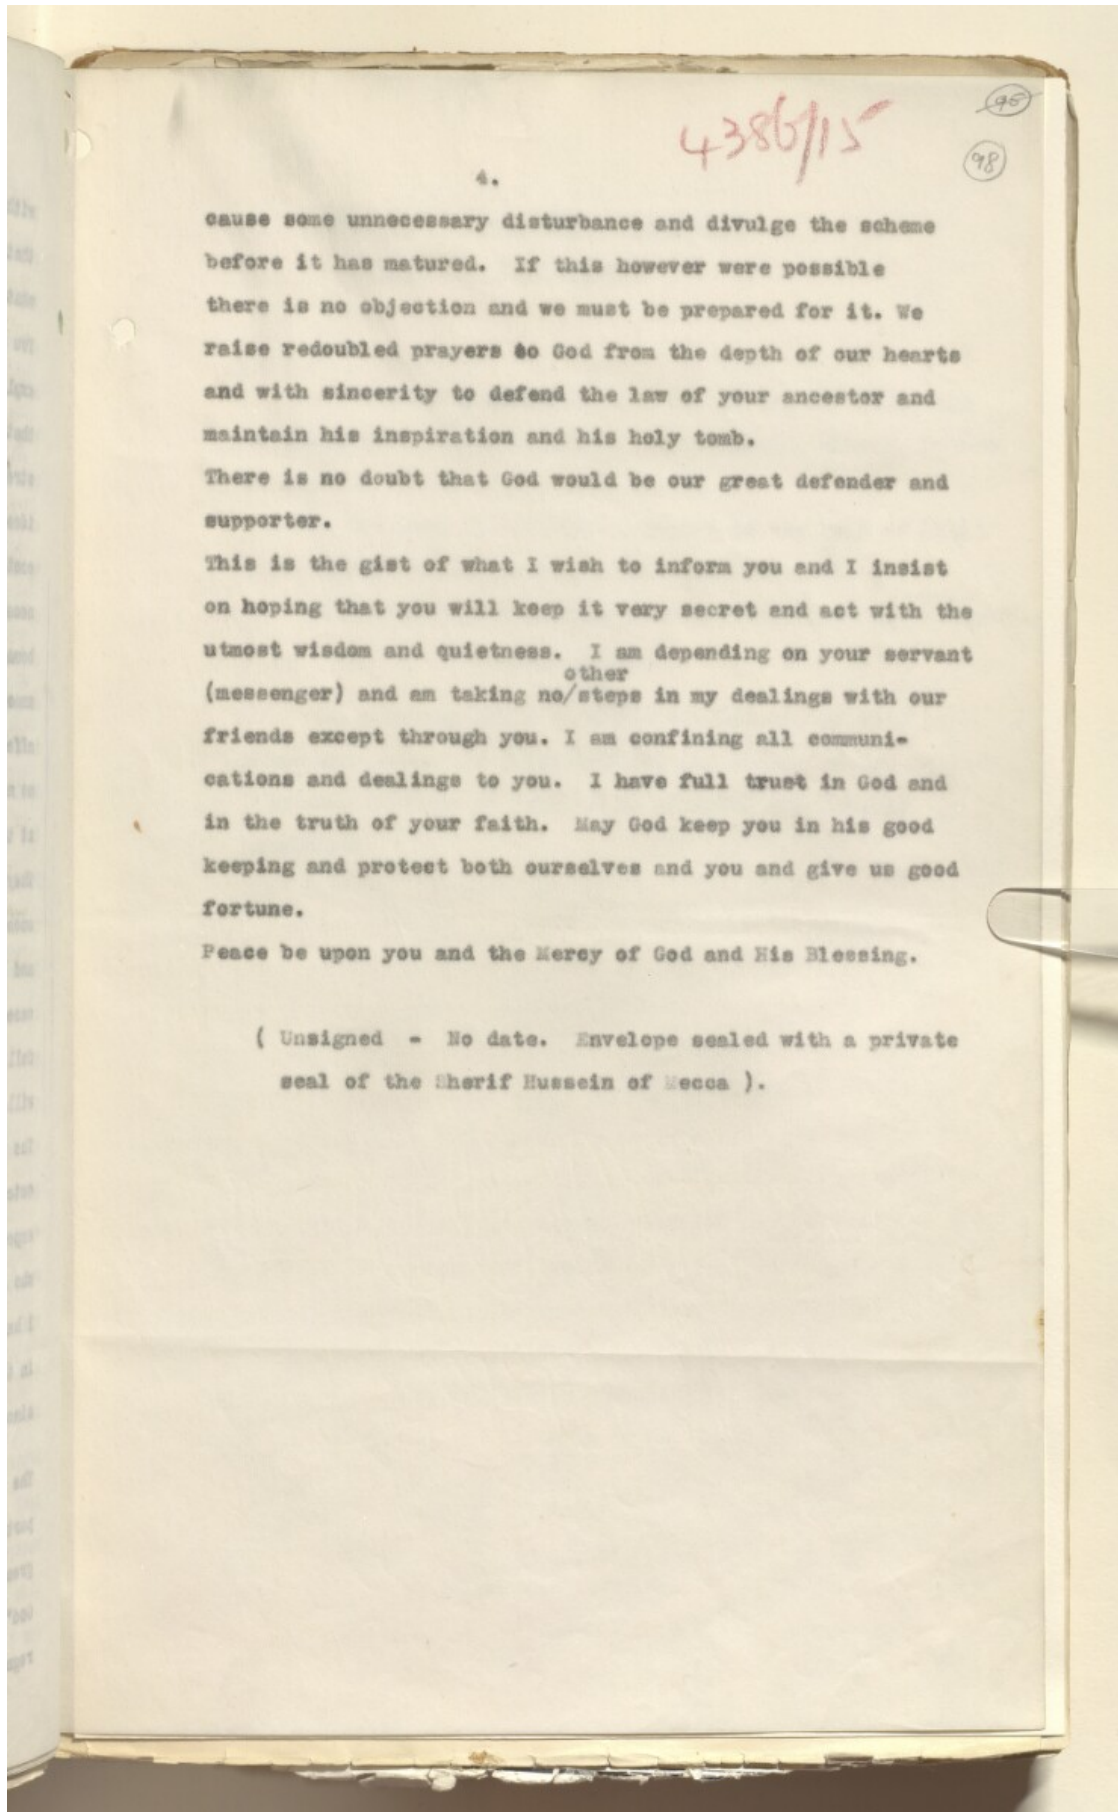 4386/15
95
98
4.
cause some unnecessary disturbance and divulge the scheme
before it has matured. If this however were possible
there is no objection and we must be prepared for it. We
raise redoubled prayers to God from the depth of our hearts
and with sincerity to defend the law of your ancestor and
maintain his inspiration and his holy tomb.
There is no doubt that God would be our great defender and
supporter.
This is the gist of what I wish to inform you and I insist
on hoping that you will keep it very secret and act with the
utmost wisdom and quietness. I am depending on your servant
other
(messenger) and am taking no/steps in my dealings with our
friends except through you. I am confining all communi-
cations and dealings to you. I have full trust in God and
in the truth of your faith. May God keep you in his good
keeping and protect both ourselves and you and give us good
fortune.
Peace be upon you and the Mercy of God and His Blessing.
( Unsigned - No date. Envelope sealed with a private
seal of the Sherif Hussein of Mecca ).